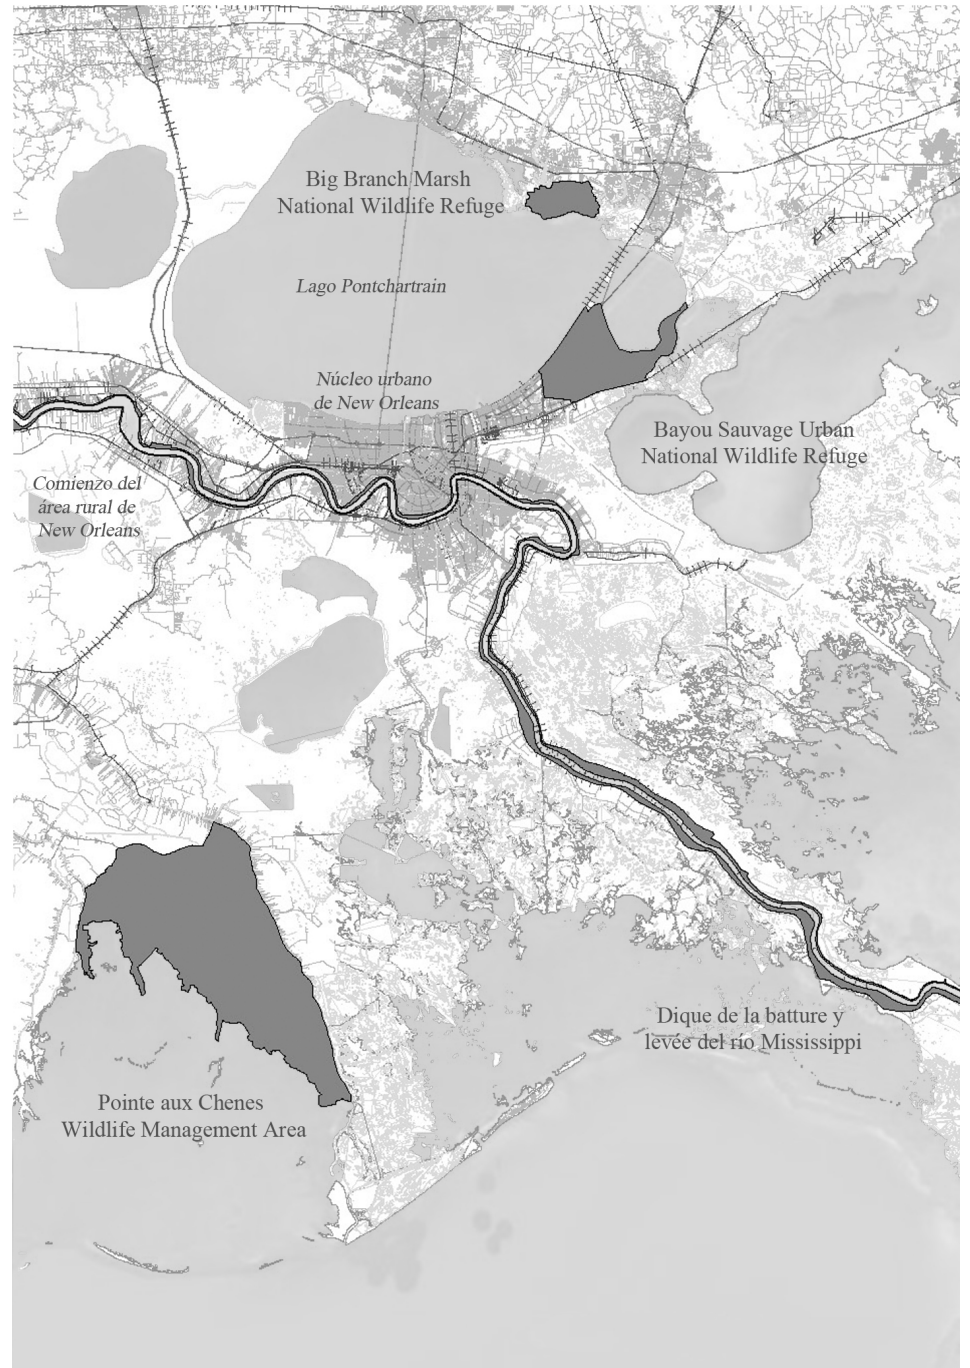 Big Branch Marsh
National Wildlife Refuge
Lago Pontchartrain
Núcleo urbano
de New Orleans
Bayou Sauvage Urban
National Wildlife Refuge
Comienzo del
área rural de
New Orleans
Dique de la batture y
levée del río Mississippi
Pointe aux Chenes
Wildlife Management Area